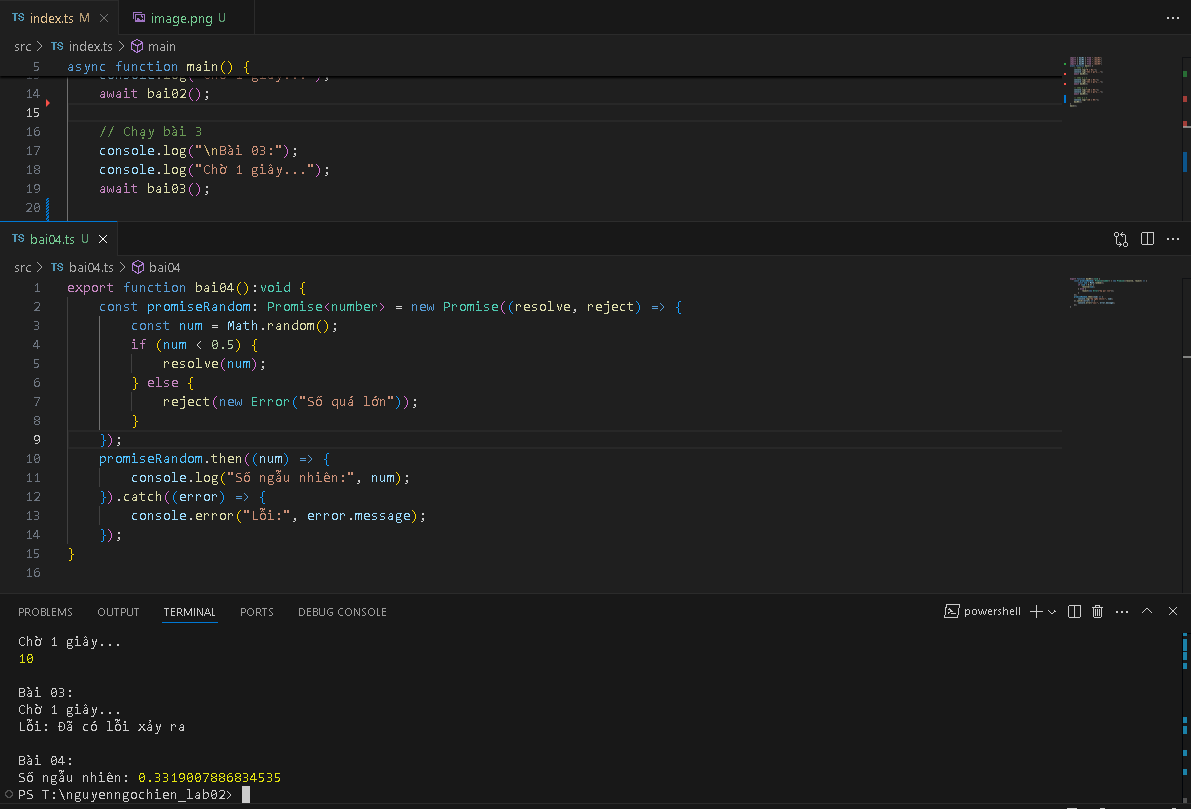 TS index.ts M
image.png U
src > TS index.ts > main
5 async function main() {
console.log("Chờ 1 giây...");
14 await bai02();
15
16 // Chạy bài 3
17 console.log("\nBài 03:");
18 console.log("Chờ 1 giây...");
19 await bai03();
20
TS bai04.ts U
src > TS bai04.ts > bai04
1 export function bai04():void {
2 const promiseRandom: Promise<number> = new Promise((resolve, reject) => {
3 const num = Math.random();
4 if (num < 0.5) {
5 resolve(num);
6 } else {
7 reject(new Error("Số quá lớn"));
8 }
9 });
10 promiseRandom.then((num) => {
11 console.log("Số ngẫu nhiên:", num);
12 }).catch((error) => {
13 console.error("Lỗi:", error.message);
14 });
15 }
16
PROBLEMS OUTPUT TERMINAL PORTS DEBUG CONSOLE
powershell
Chờ 1 giây...
10
Bài 03:
Chờ 1 giây...
Lỗi: Đã có lỗi xảy ra
Bài 04:
Số ngẫu nhiên: 0.3319007886834535
PS T:\nguyenngochien_lab02>